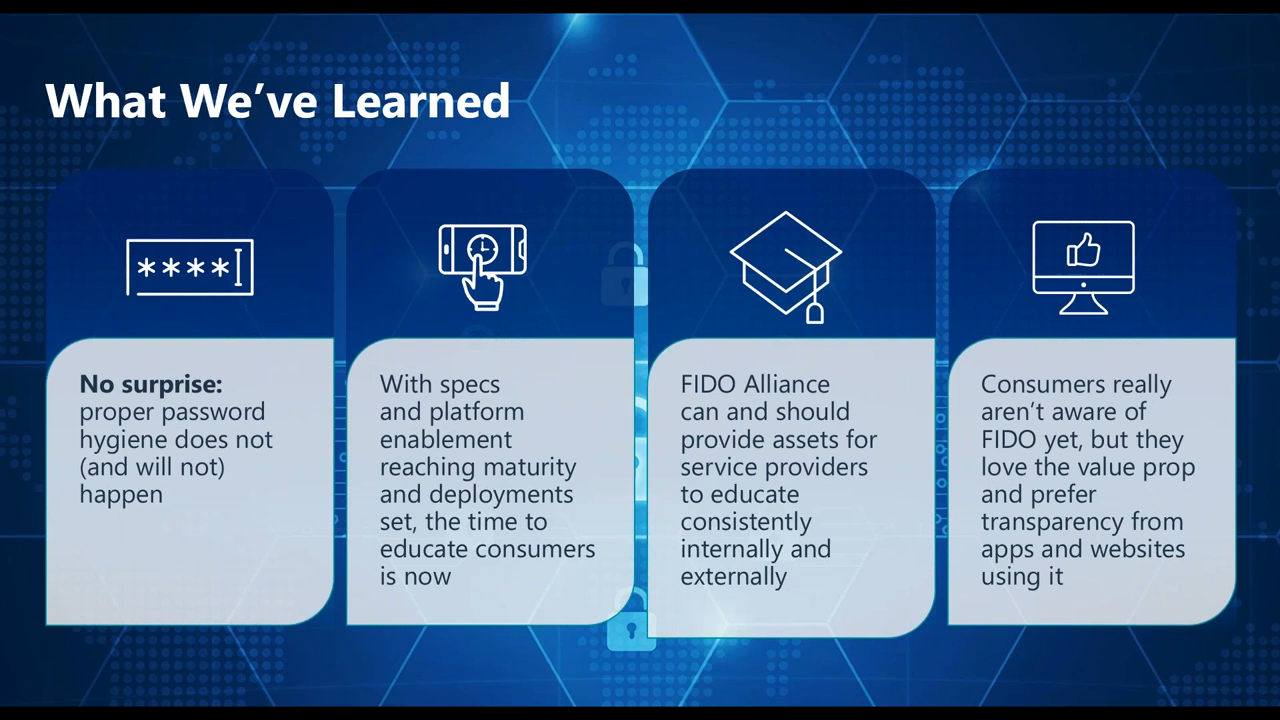 What We’ve Learned
****
No surprise:
proper password
hygiene does not
(and will not)
happen
With specs
and platform
enablement
reaching maturity
and deployments
set, the time to
educate consumers
is now
FIDO Alliance
can and should
provide assets for
service providers
to educate
consistently
internally and
externally
Consumers really
aren’t aware of
FIDO yet, but they
love the value prop
and prefer
transparency from
apps and websites
using it